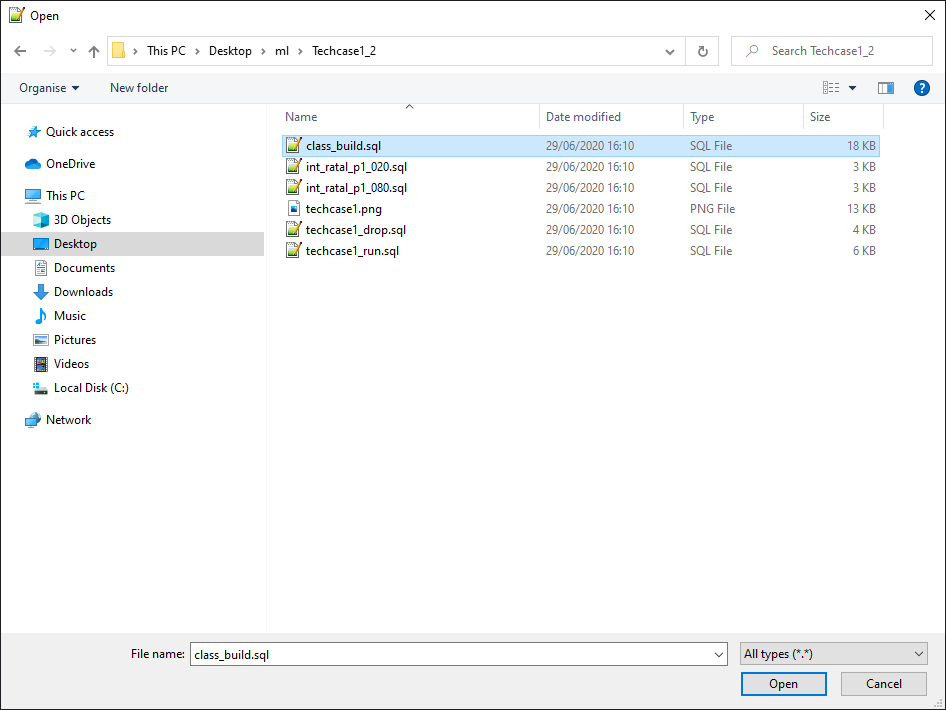 Open
This PC Desktop ml Techcase1_2 Search Techcase1_2
Organise New folder ?
Name Date modified Type Size
Quick access
OneDrive
This PC
3D Objects
Desktop
Documents
Downloads
Music
Pictures
Videos
Local Disk (C:)
Network
class_build.sql 29/06/2020 16:10 SQL File 18 KB
int_ratal_p1_020.sql 29/06/2020 16:10 SQL File 3 KB
int_ratal_p1_080.sql 29/06/2020 16:10 SQL File 3 KB
techcase1.png 29/06/2020 16:10 PNG File 13 KB
techcase1_drop.sql 29/06/2020 16:10 SQL File 4 KB
techcase1_run.sql 29/06/2020 16:10 SQL File 6 KB
File name: class_build.sql All types (*.*)
Open Cancel